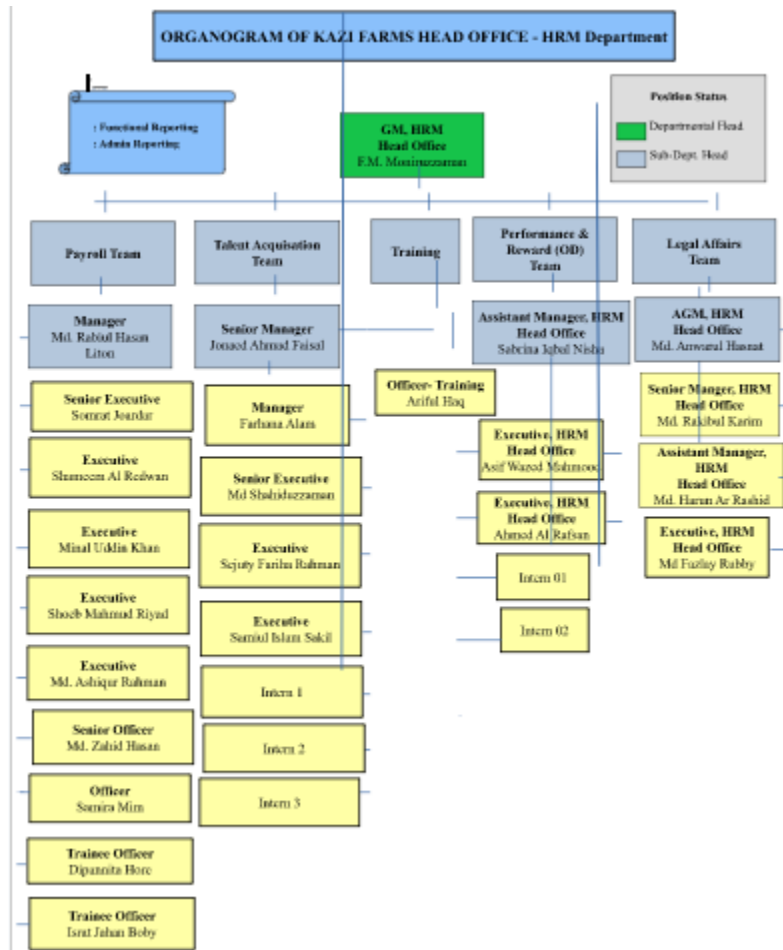 ORGANOGRAM OF KAZI FARMS HEAD OFFICE - HRM Department
: Functional Reporting
: Admin Reporting
Position Status
Departmental Head
Sub-Dept. Head
GM, HRM
Head Office
F.M. Moniruzzaman
Payroll Team
Manager
Md. Rabiul Hasan
Liton
Senior Executive
Somrat Joardar
Executive
Shameem Al Redwan
Executive
Minal Uddin Khan
Executive
Shoeb Mahmud Riyad
Executive
Md. Ashiqur Rahman
Senior Officer
Md. Zahid Hasan
Officer
Samira Mim
Trainee Officer
Dipannita Hore
Trainee Officer
Israt Jahan Boby
Talent Acquisation
Team
Senior Manager
Jonaed Ahmad Faisal
Manager
Farhana Alam
Senior Executive
Md Shahiduzzaman
Executive
Sejuty Fariha Rahman
Executive
Samiul Islam Sakil
Intern 1
Intern 2
Intern 3
Training
Officer- Training
Ariful Haq
Performance &
Reward (OD)
Team
Assistant Manager, HRM
Head Office
Sabrina Iqbal Nishu
Executive, HRM
Head Office
Asif Wazed Mahmood
Executive, HRM
Head Office
Ahmed Al Rafsan
Intern 01
Intern 02
Legal Affairs
Team
AGM, HRM
Head Office
Md. Anwarul Hasnat
Senior Manger, HRM
Head Office
Md. Rakibul Karim
Assistant Manager,
HRM
Head Office
Md. Harun Ar Rashid
Executive, HRM
Head Office
Md Fazlay Rubby